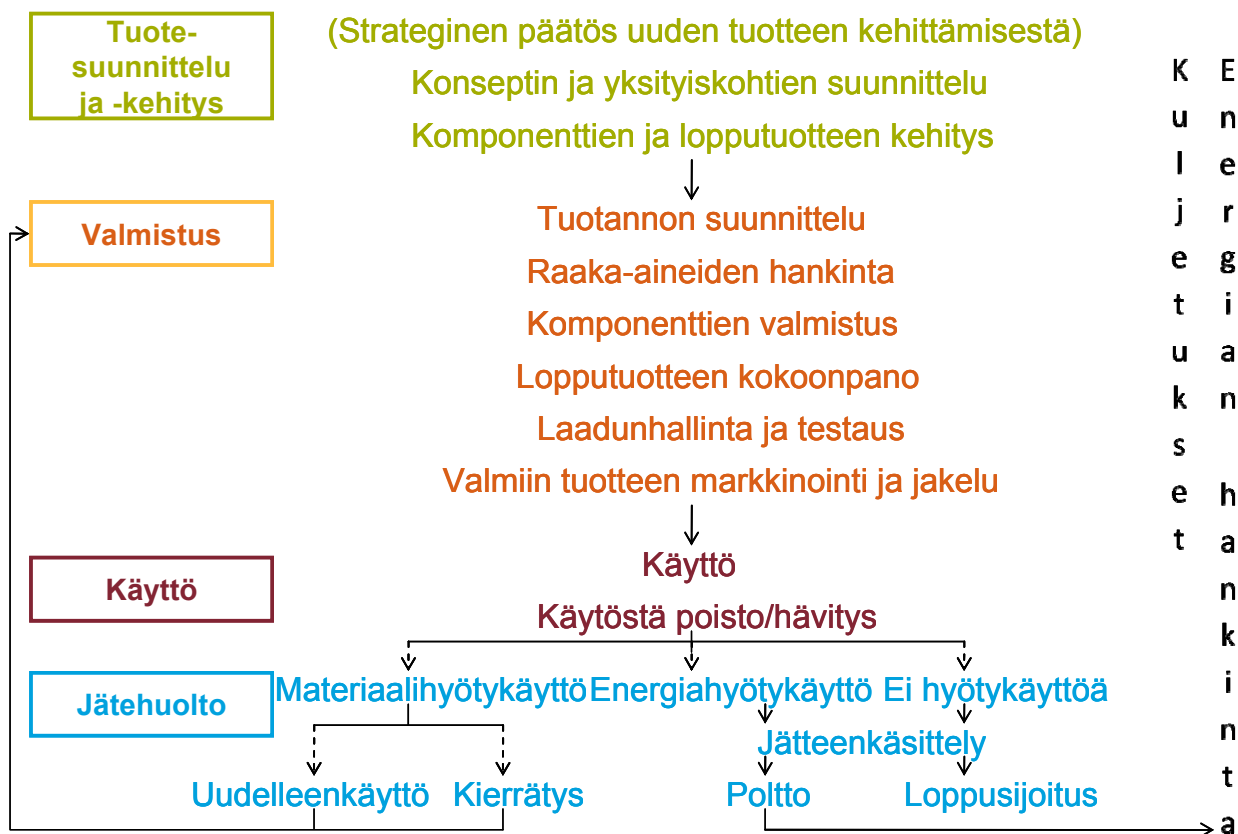 Tuote-
suunnittelu
ja -kehitys
(Strateginen päätös uuden tuotteen kehittämisestä)
Konseptin ja yksityiskohtien suunnittelu
Komponenttien ja lopputuotteen kehitys
Valmistus
Tuotannon suunnittelu
Raaka-aineiden hankinta
Komponenttien valmistus
Lopputuotteen kokoonpano
Laadunhallinta ja testaus
Valmiin tuotteen markkinointi ja jakelu
Käyttö
Käyttö
Käytöstä poisto/hävitys
Jätehuolto
Materiaalihyötykäyttö Energiahyötykäyttö Ei hyötykäyttöä
Jätteenkäsittely
Uudelleenkäyttö Kierrätys Poltto Loppusijoitus
Kuljetukset
Energian hankinta